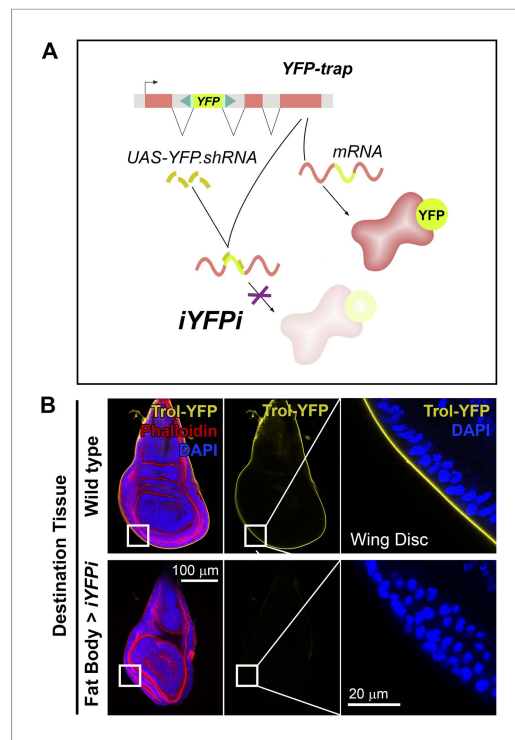 A
YFP-trap
YFP
UAS-YFP.shRNA
mRNA
YFP
iYFPi
B
Destination Tissue
Wild type
Trol-YFP
Phalloidin
DAPI
Trol-YFP
Trol-YFP
DAPI
Wing Disc
Fat Body > iYFPi
100 µm
20 µm